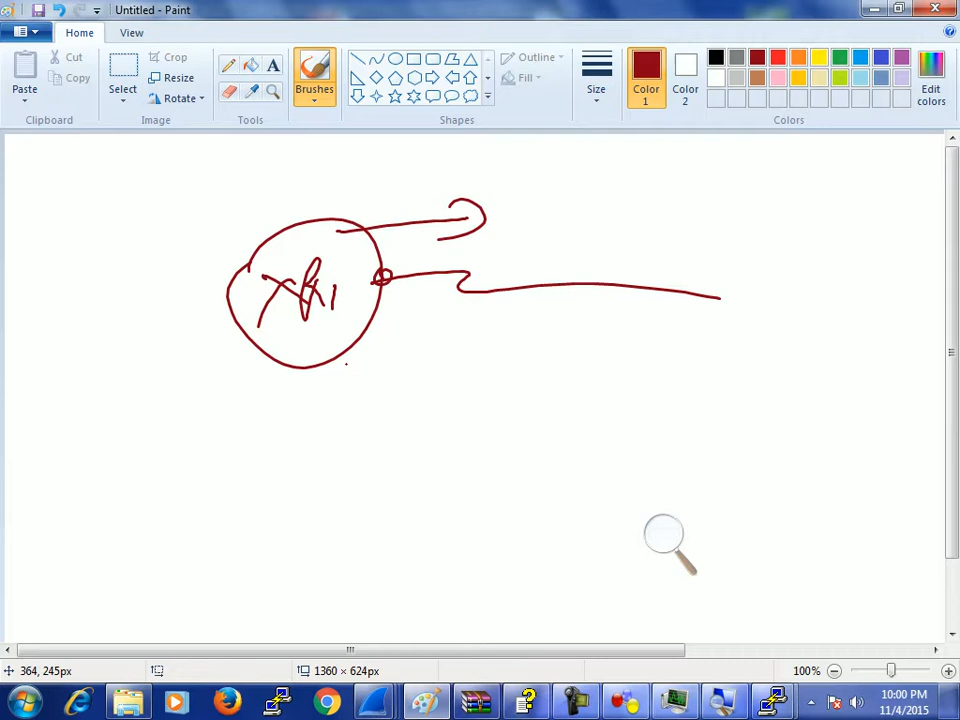 Untitled - Paint
Home
View
Paste
Cut
Copy
Clipboard
Select
Crop
Resize
Rotate
Image
A
Tools
Brushes
Outline
Fill
Shapes
Size
Color 1
Color 2
Edit colors
Colors
364, 245px
1360 × 624px
100%
10:00 PM
11/4/2015